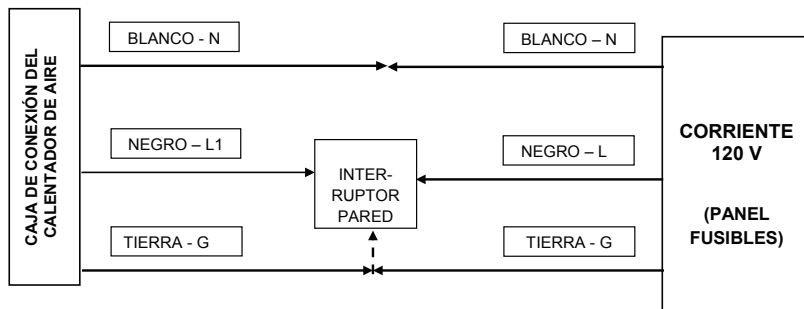 CAJA DE CONEXIÓN DEL
CALENTADOR DE AIRE
BLANCO - N
BLANCO – N
NEGRO – L1
INTER-
RUPTOR
PARED
NEGRO – L
TIERRA - G
TIERRA - G
CORRIENTE
120 V
(PANEL
FUSIBLES)